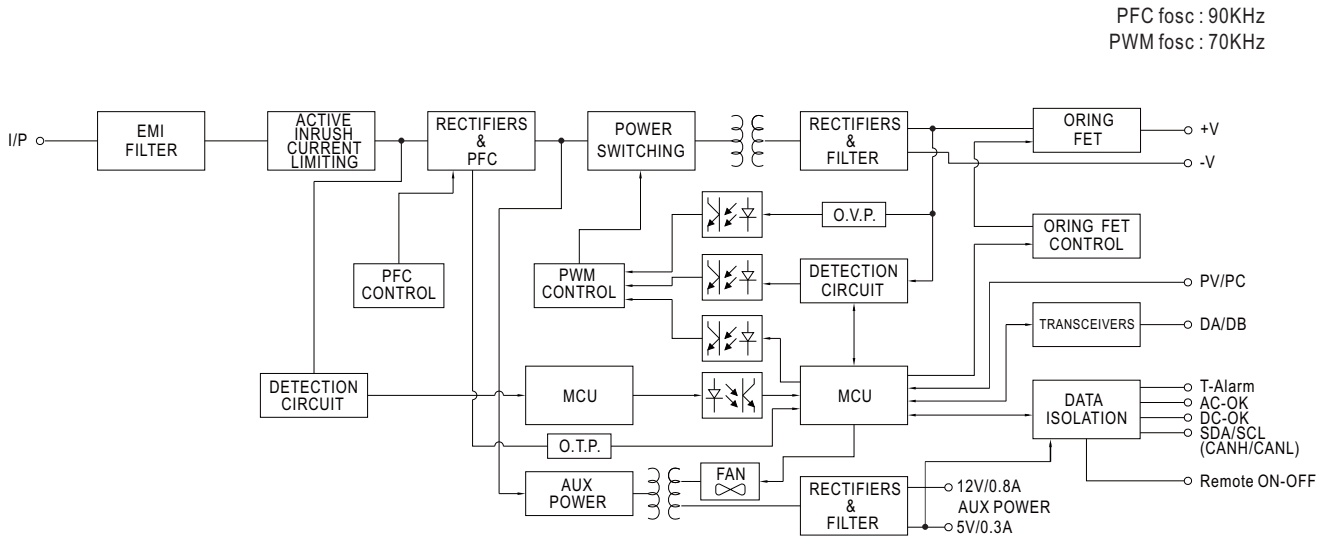 PFC fosc : 90KHz
PWM fosc : 70KHz
I/P
EMI
FILTER
ACTIVE
INRUSH
CURRENT
LIMITING
RECTIFIERS
&
PFC
POWER
SWITCHING
RECTIFIERS
&
FILTER
ORING
FET
+V
-V
O.V.P.
ORING FET
CONTROL
PFC
CONTROL
PWM
CONTROL
DETECTION
CIRCUIT
PV/PC
TRANSCEIVERS
DA/DB
DETECTION
CIRCUIT
MCU
MCU
DATA
ISOLATION
T-Alarm
AC-OK
DC-OK
SDA/SCL
(CANH/CANL)
O.T.P.
Remote ON-OFF
AUX
POWER
FAN
RECTIFIERS
&
FILTER
12V/0.8A
AUX POWER
5V/0.3A